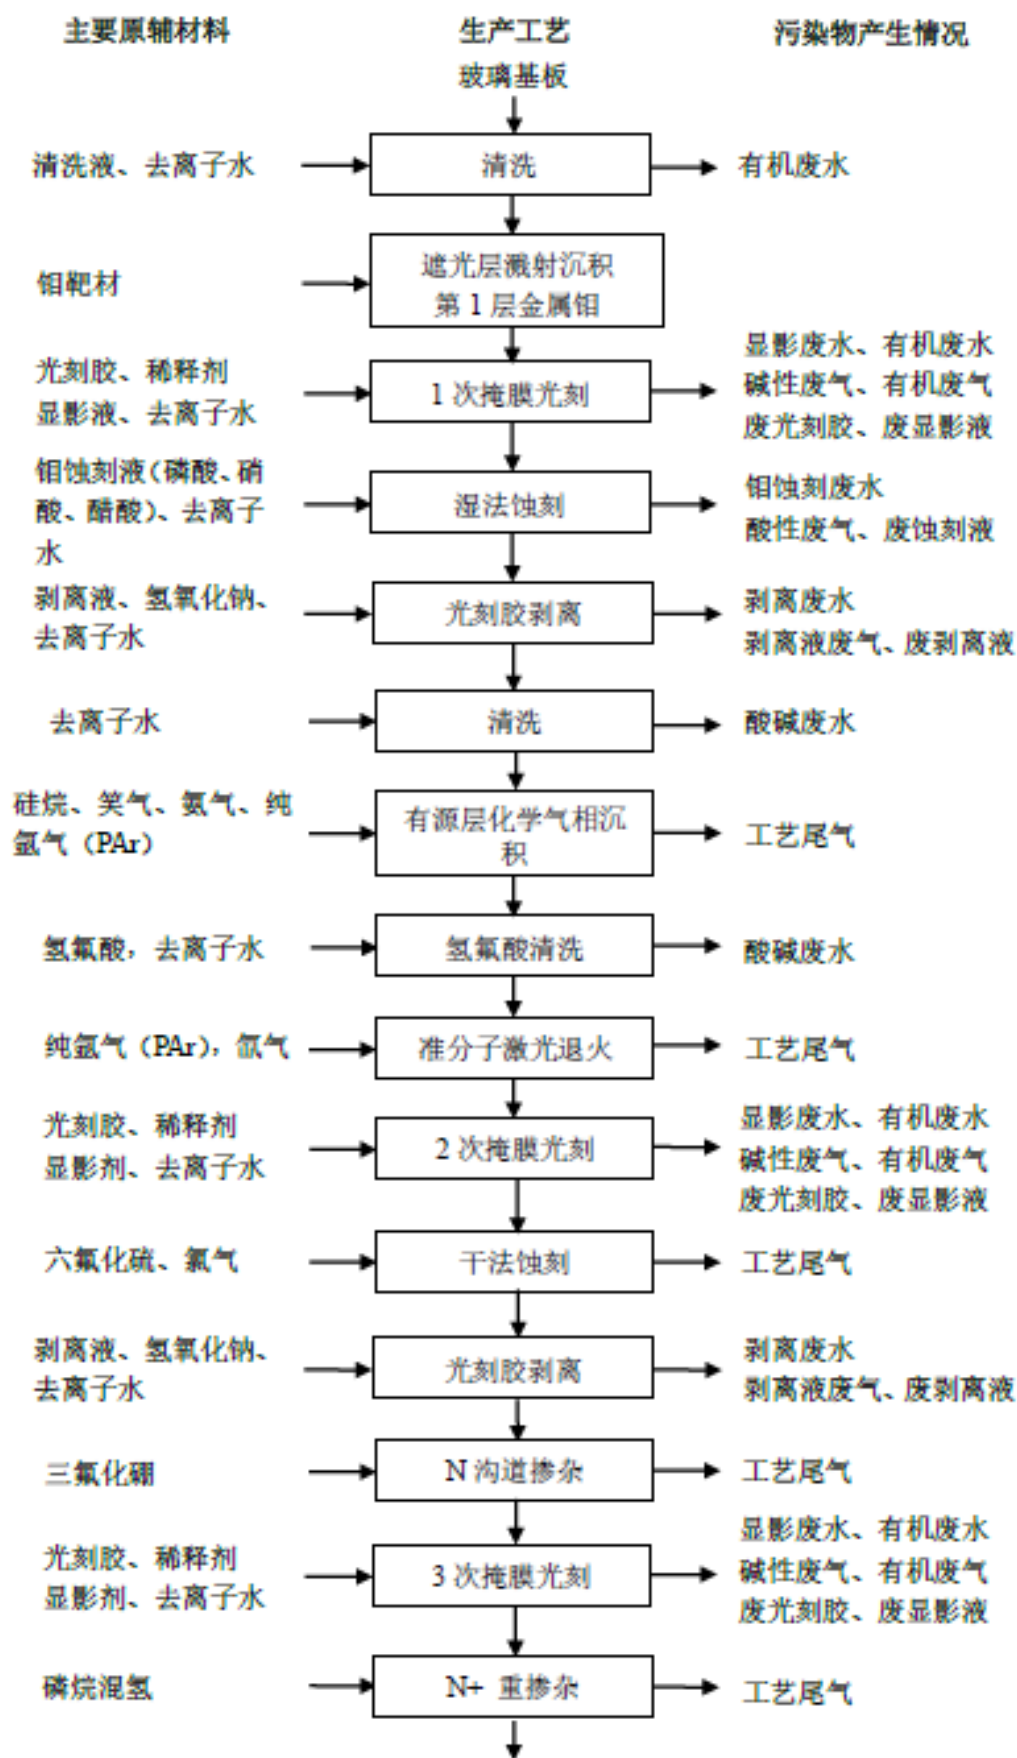 主要原辅材料
生产工艺
污染物产生情况
玻璃基板
清洗液、去离子水
清洗
有机废水
钼靶材
遮光层溅射沉积
第1层金属钼
光刻胶、稀释剂
显影液、去离子水
1次掩膜光刻
显影废水、有机废水
碱性废气、有机废气
废光刻胶、废显影液
钼蚀刻液（磷酸、硝
酸、醋酸）、去离子
水
湿法蚀刻
钼蚀刻废水
酸性废气、废蚀刻液
剥离液、氢氧化钠、
去离子水
光刻胶剥离
剥离废水
剥离液废气、废剥离液
去离子水
清洗
酸碱废水
硅烷、笑气、氨气、纯
氩气（PAr）
有源层化学气相沉
积
工艺尾气
氢氟酸，去离子水
氢氟酸清洗
酸碱废水
纯氩气（PAr），氙气
准分子激光退火
工艺尾气
光刻胶、稀释剂
显影剂、去离子水
2次掩膜光刻
显影废水、有机废水
碱性废气、有机废气
废光刻胶、废显影液
六氟化硫、氯气
干法蚀刻
工艺尾气
剥离液、氢氧化钠、
去离子水
光刻胶剥离
剥离废水
剥离液废气、废剥离液
三氟化硼
N沟道掺杂
工艺尾气
光刻胶、稀释剂
显影剂、去离子水
3次掩膜光刻
显影废水、有机废水
碱性废气、有机废气
废光刻胶、废显影液
磷烷混氢
N+ 重掺杂
工艺尾气